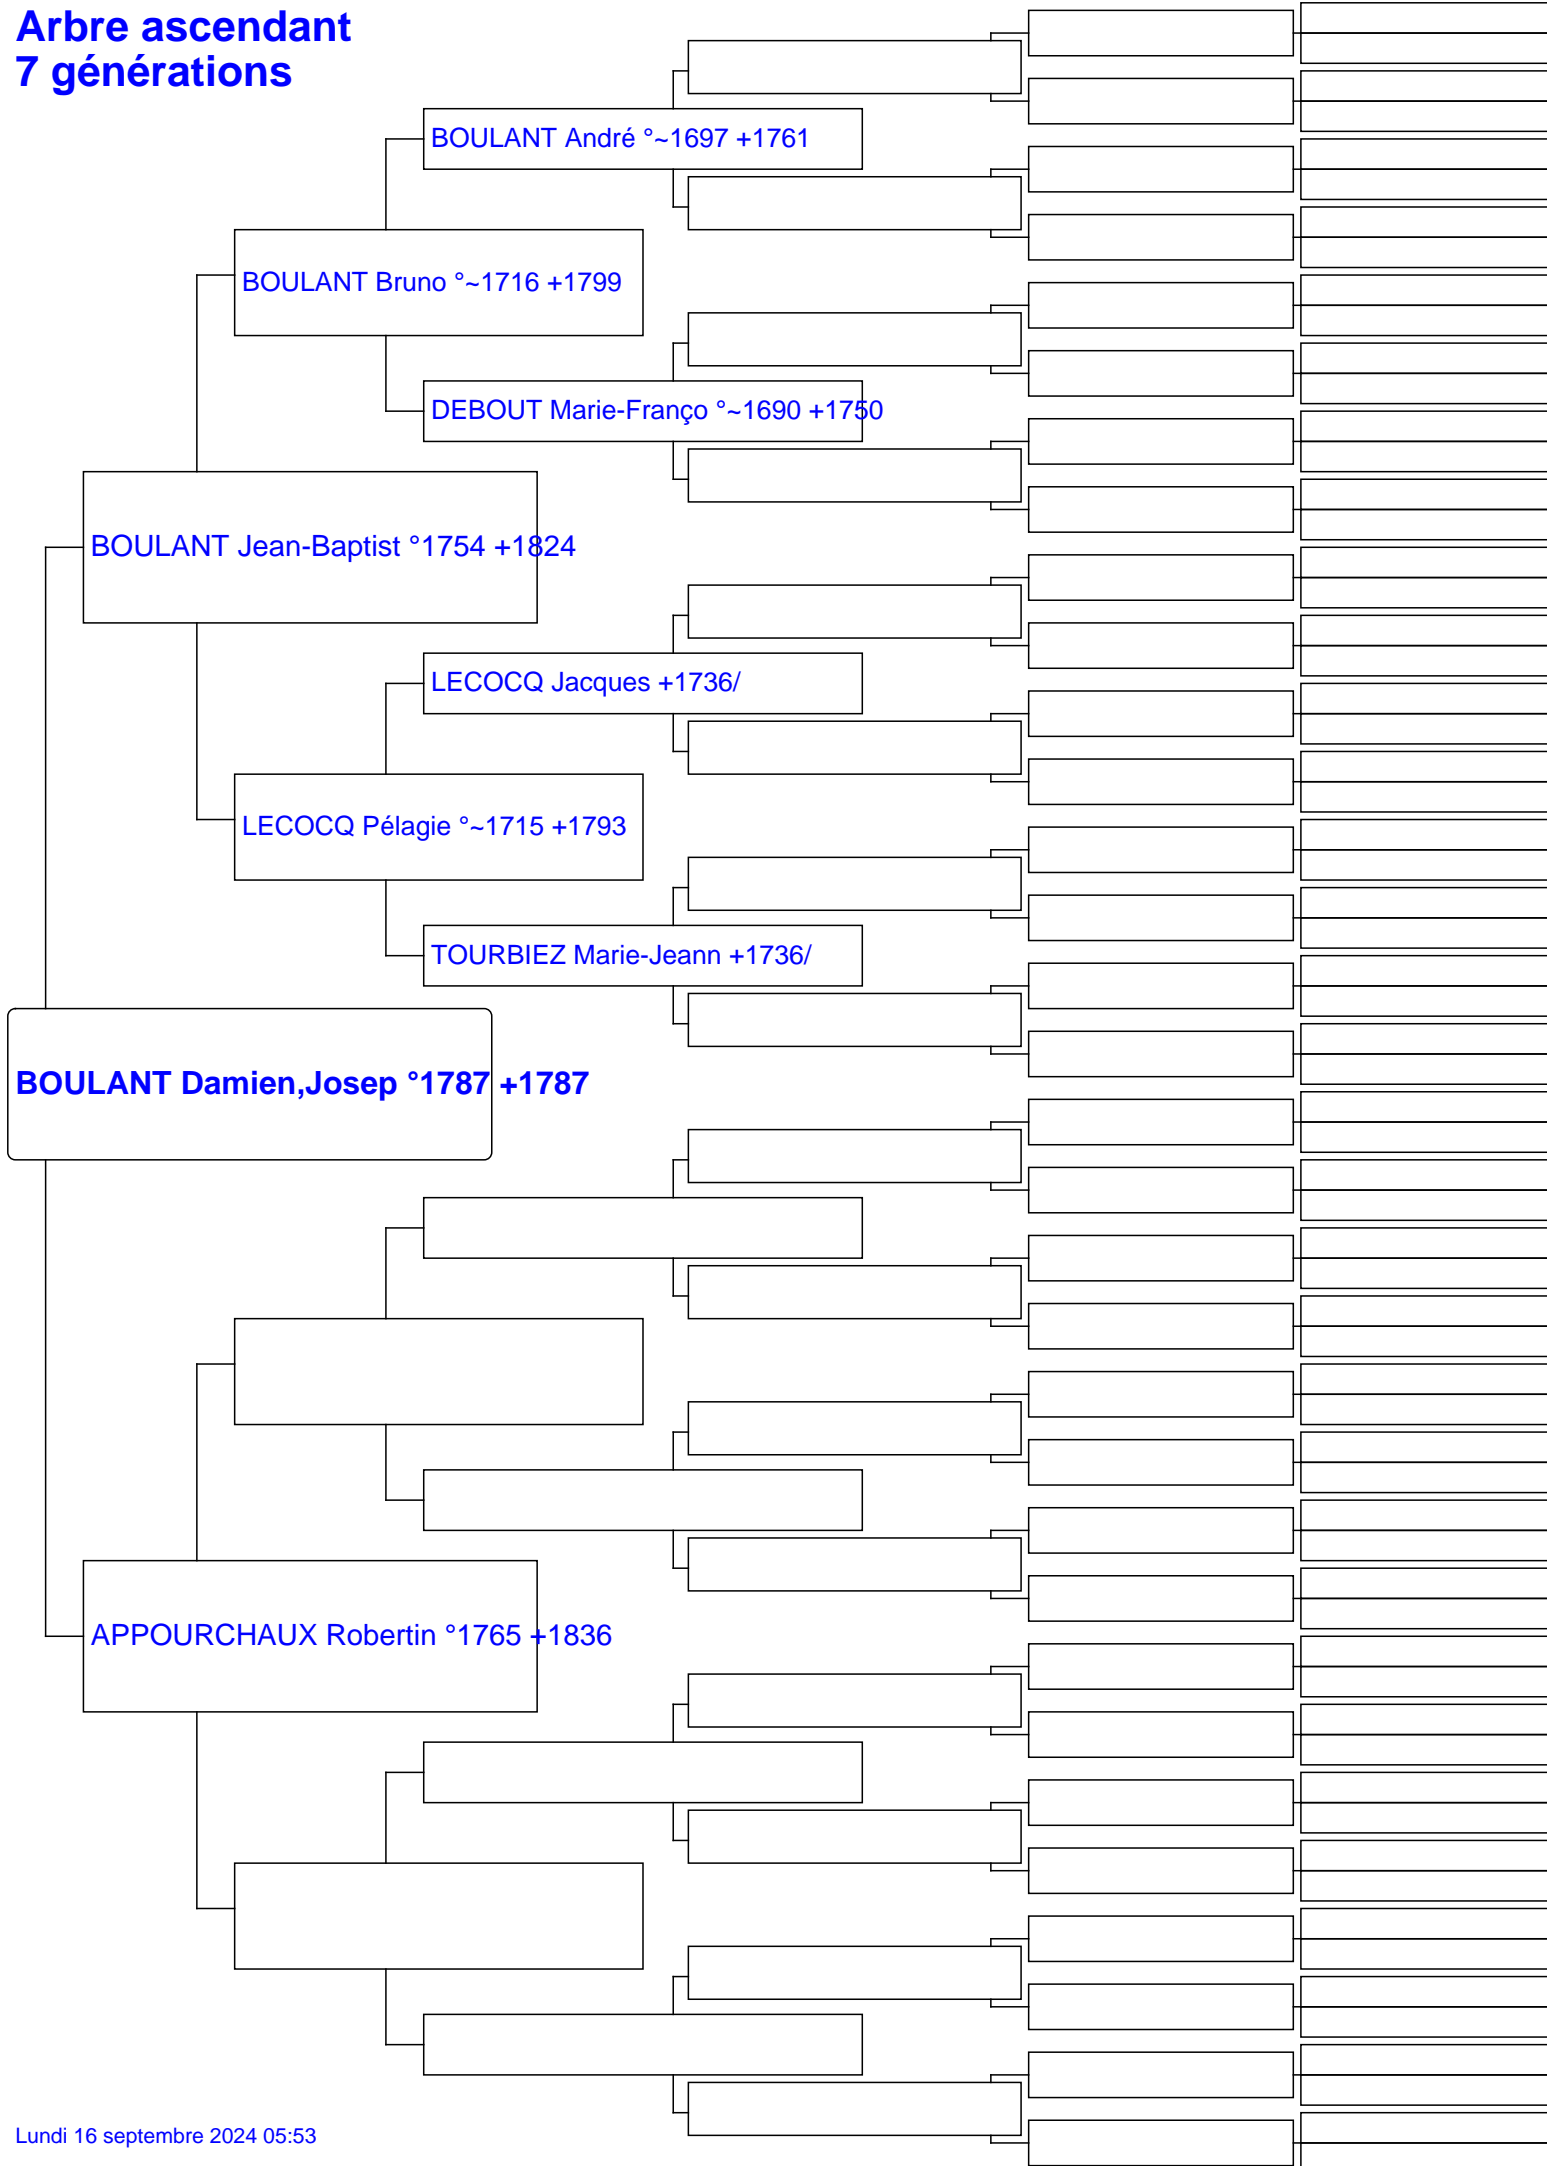 Arbre ascendant
7 générations
BOULANT André °~1697 +1761
BOULANT Bruno °~1716 +1799
DEBOUT Marie-Franço °~1690 +1750
BOULANT Jean-Baptist °1754 +1824
LECOCQ Jacques +1736/
LECOCQ Pélagie °~1715 +1793
TOURBIEZ Marie-Jeann +1736/
BOULANT Damien,Josep °1787 +1787
APPOURCHAUX Robertin °1765 +1836
Lundi 16 septembre 2024 05:53